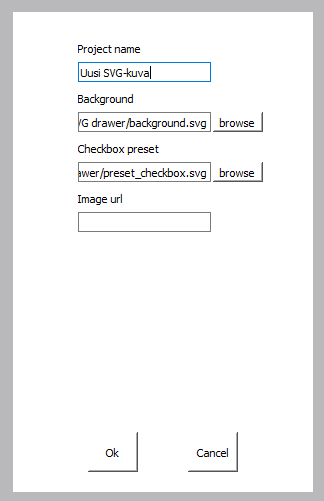 Project name
Uusi SVG-kuva
Background
/G drawer/background.svg browse
Checkbox preset
awer/preset_checkbox.svg browse
Image url
Ok Cancel